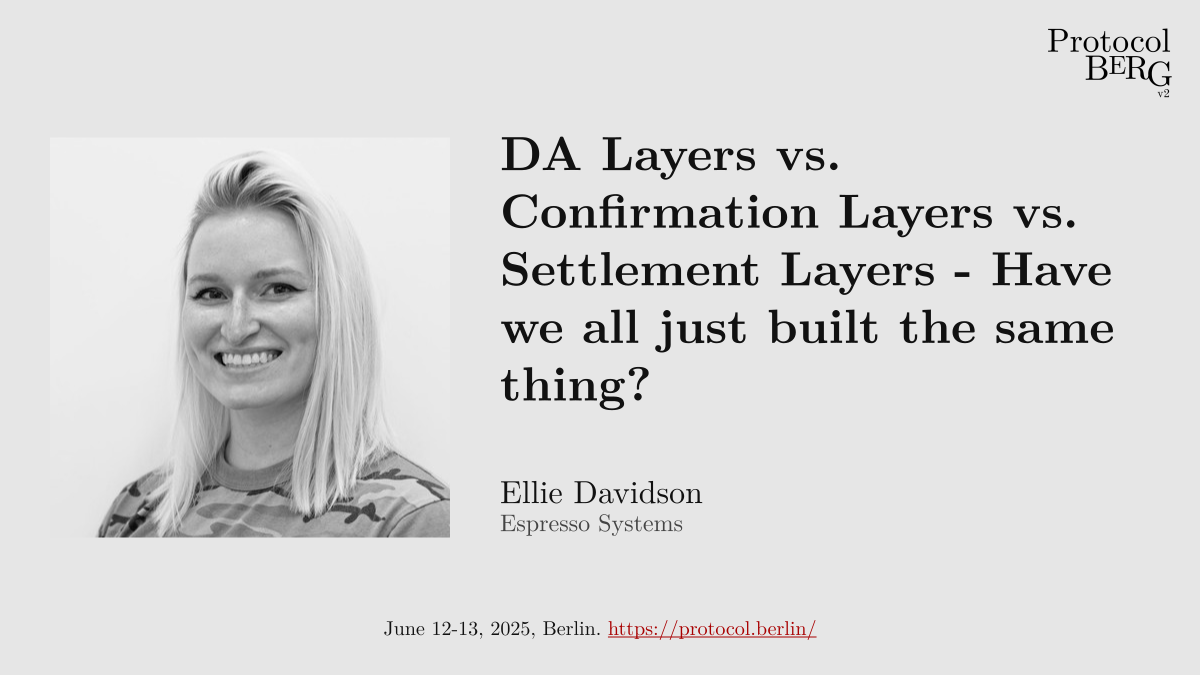 Protocol
BERG
v2
DA Layers vs.
Confirmation Layers vs.
Settlement Layers - Have
we all just built the same
thing?
Ellie Davidson
Espresso Systems
June 12-13, 2025, Berlin. https://protocol.berlin/